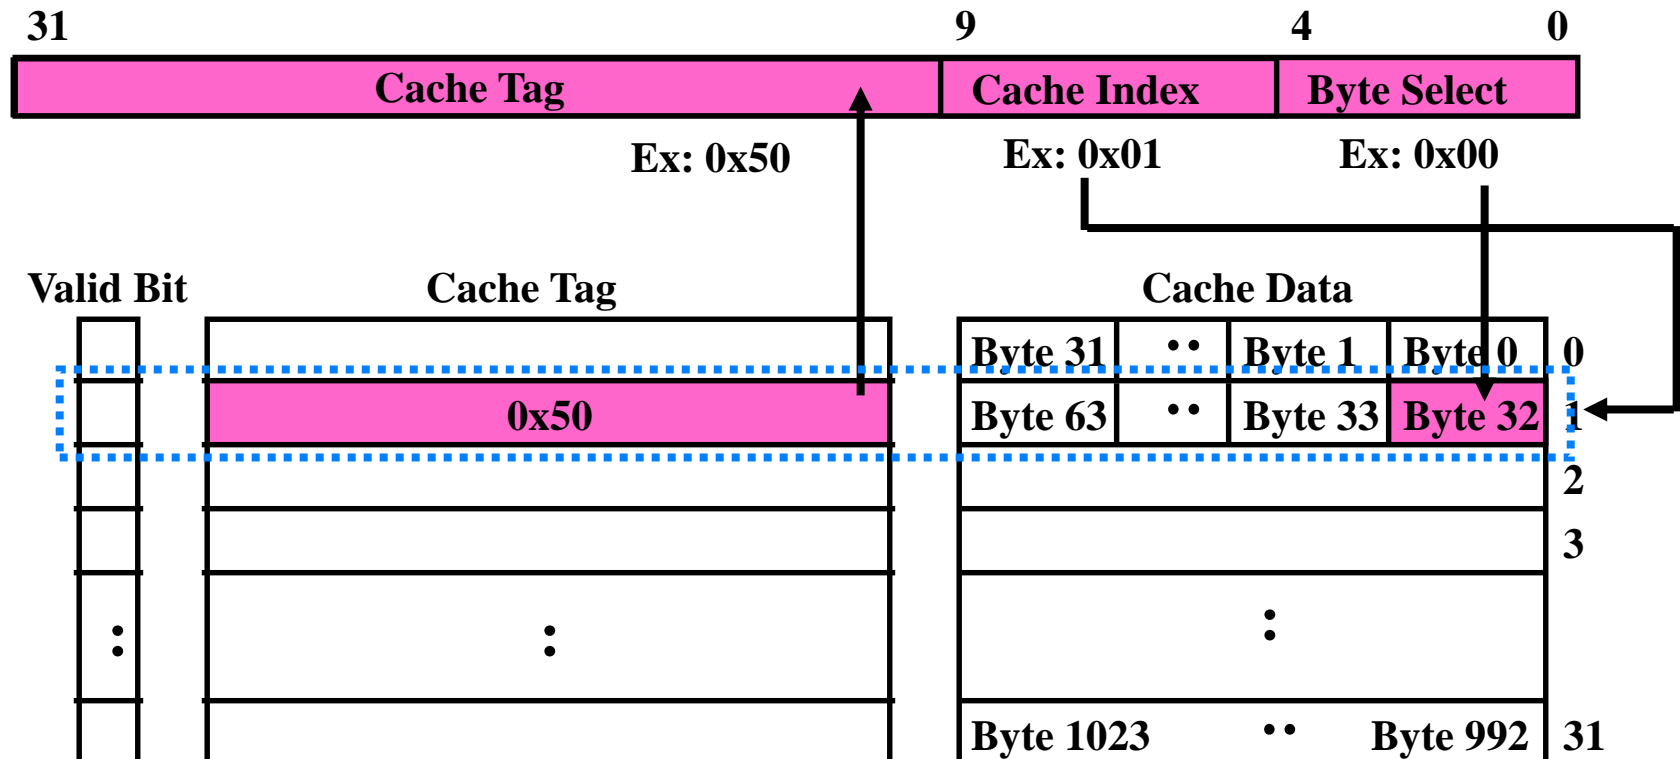 31 9 4 0
Cache Tag Cache Index Byte Select
Ex: 0x50 Ex: 0x01 Ex: 0x00
Valid Bit Cache Tag Cache Data
Byte 31 ·· Byte 1 Byte 0 0
0x50 Byte 63 ·· Byte 33 Byte 32 1
2
3
: : :
Byte 1023 ·· Byte 992 31